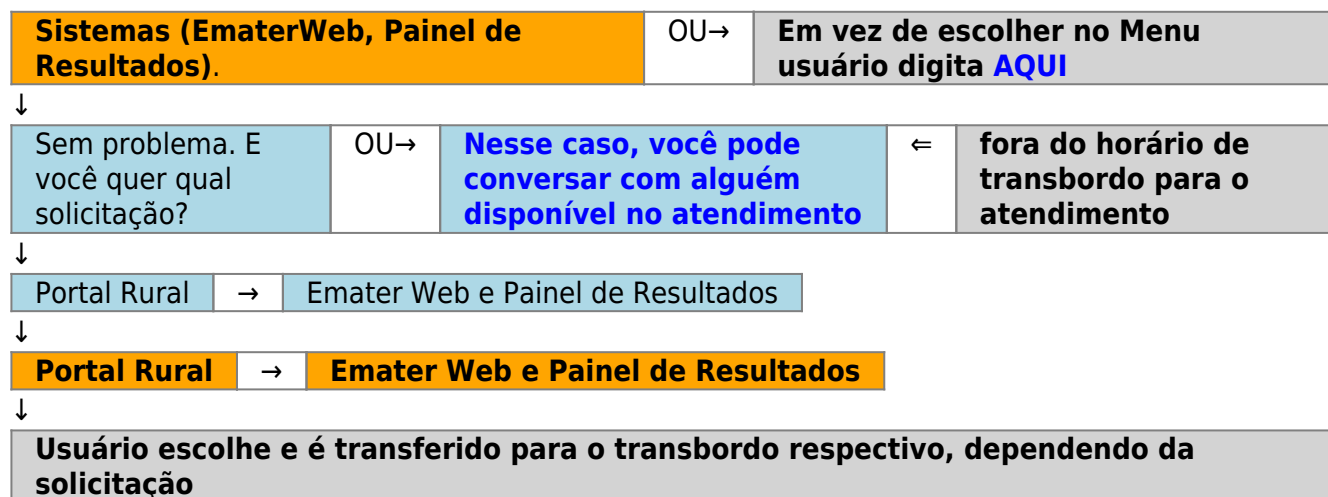 Sistemas (EmaterWeb, Painel de Resultados).
OU→
Em vez de escolher no Menu usuário digita AQUI
↓
Sem problema. E você quer qual solicitação?
OU→
Nesse caso, você pode conversar com alguém disponível no atendimento
⇐
fora do horário de transbordo para o atendimento
↓
Portal Rural → Emater Web e Painel de Resultados
↓
Portal Rural → Emater Web e Painel de Resultados
↓
Usuário escolhe e é transferido para o transbordo respectivo, dependendo da
solicitação